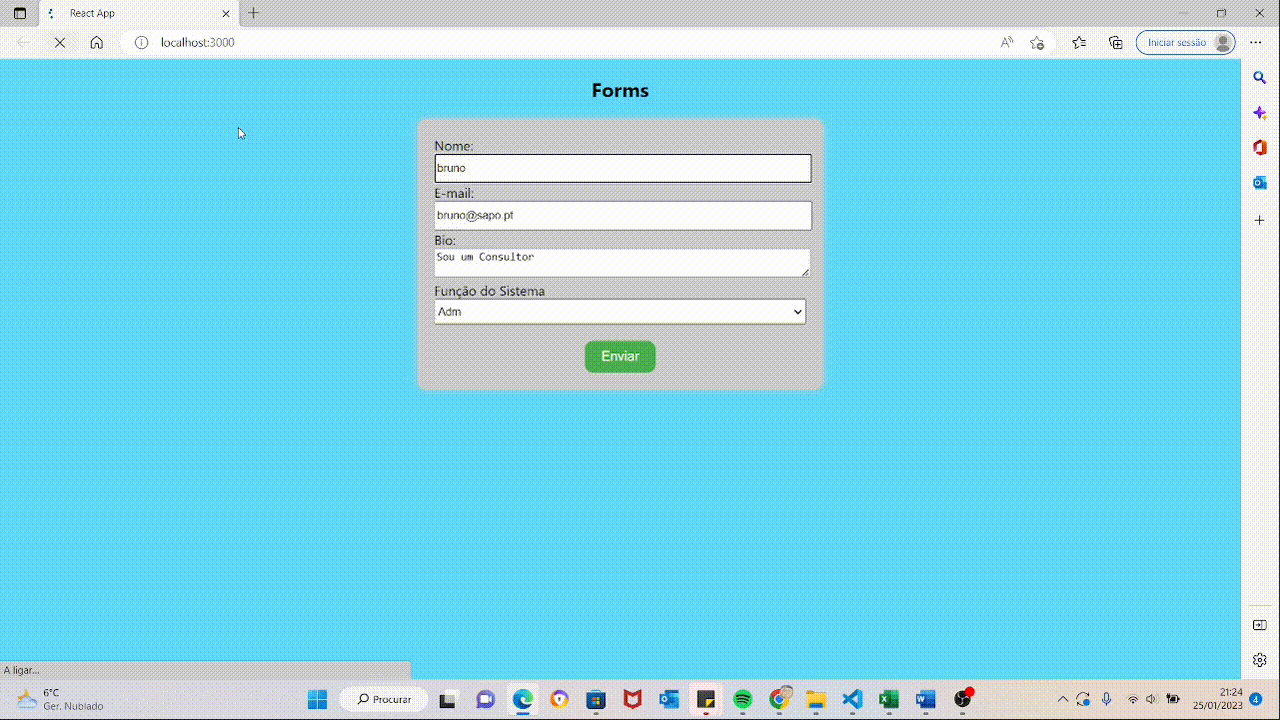 React App
localhost:3000
Iniciar sessão
Forms
Nome:
bruno
E-mail:
bruno@sapo.pt
Bio:
Sou um Consultor
Função do Sistema
Adm
Enviar
A ligar...
6°C
Ger. Nublado
Procurar
21:24
25/01/2023
4